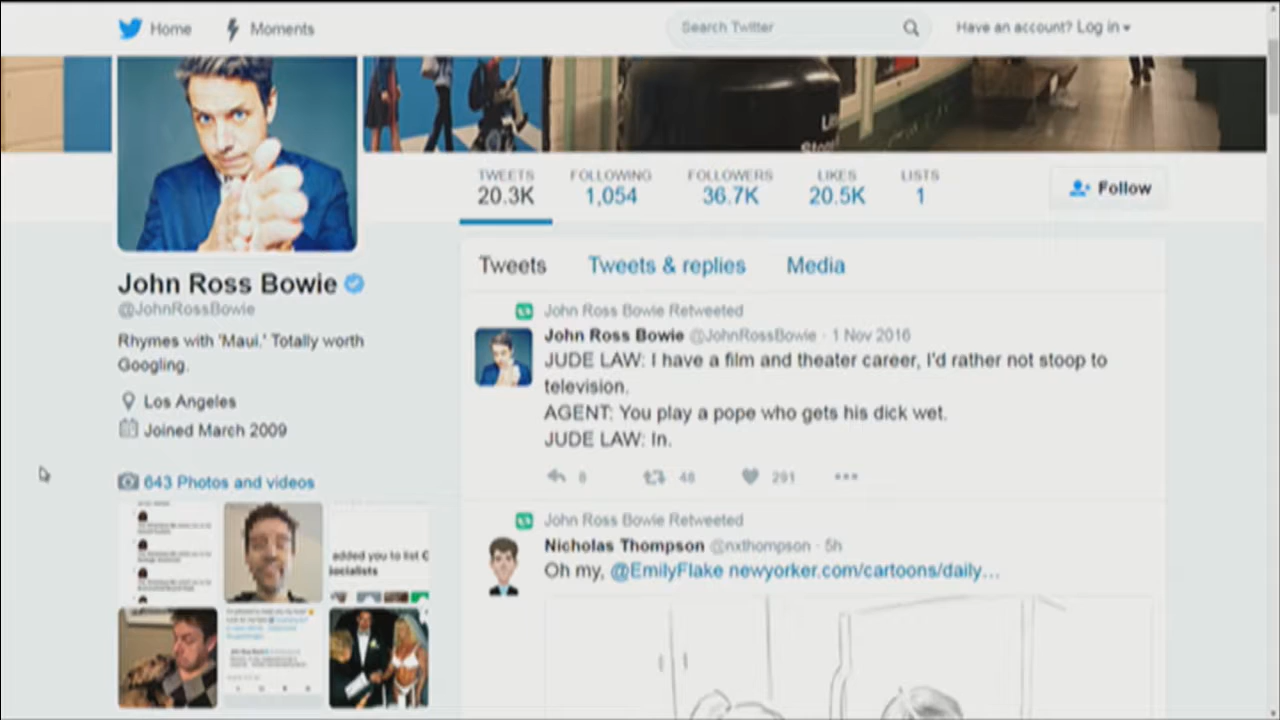 Home
Moments
Search Twitter
Have an account? Log in
TWEETS
20.3K
FOLLOWING
1,054
FOLLOWERS
36.7K
LIKES
20.5K
LISTS
1
Follow
John Ross Bowie
@JohnRossBowie
Rhymes with 'Maui.' Totally worth
Googling.
Los Angeles
Joined March 2009
643 Photos and videos
added you to list
Tweets
Tweets & replies
Media
John Ross Bowie Retweeted
John Ross Bowie @JohnRossBowie · 1 Nov 2016
JUDE LAW: I have a film and theater career, I'd rather not stoop to
television.
AGENT: You play a pope who gets his dick wet.
JUDE LAW: In.
8 48 291
John Ross Bowie Retweeted
Nicholas Thompson @nxthompson · 5h
Oh my, @EmilyFlake newyorker.com/cartoons/daily…